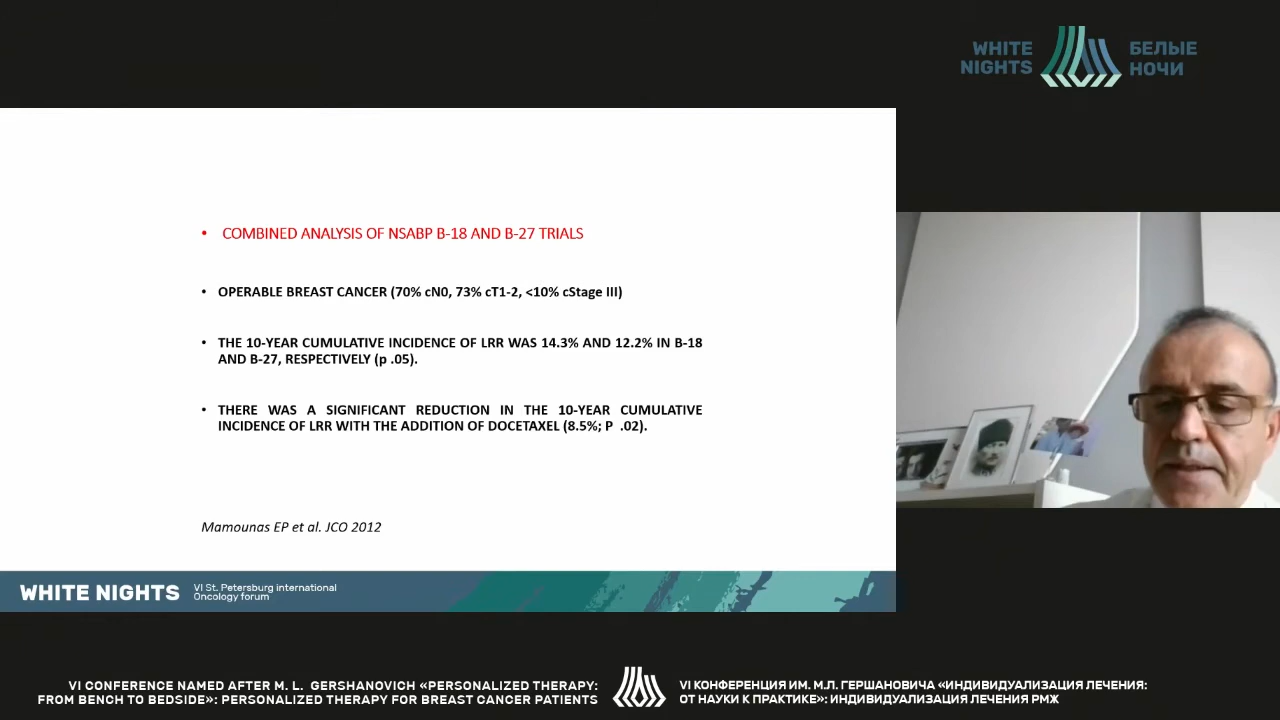 WHITE
NIGHTS
БЕЛЫЕ
НОЧИ
• COMBINED ANALYSIS OF NSABP B-18 AND B-27 TRIALS
• OPERABLE BREAST CANCER (70% cN0, 73% cT1-2, <10% cStage III)
• THE 10-YEAR CUMULATIVE INCIDENCE OF LRR WAS 14.3% AND 12.2% IN B-18
AND B-27, RESPECTIVELY (p .05).
• THERE WAS A SIGNIFICANT REDUCTION IN THE 10-YEAR CUMULATIVE
INCIDENCE OF LRR WITH THE ADDITION OF DOCETAXEL (8.5%; P .02).
Mamounas EP et al. JCO 2012
WHITE NIGHTS
VI St. Petersburg international
Oncology forum
VI CONFERENCE NAMED AFTER M. L. GERSHANOVICH «PERSONALIZED THERAPY:
FROM BENCH TO BEDSIDE»: PERSONALIZED THERAPY FOR BREAST CANCER PATIENTS
VI КОНФЕРЕНЦИЯ ИМ. М.Л. ГЕРШАНОВИЧА «ИНДИВИДУАЛИЗАЦИЯ ЛЕЧЕНИЯ:
ОТ НАУКИ К ПРАКТИКЕ»: ИНДИВИДУАЛИЗАЦИЯ ЛЕЧЕНИЯ РМЖ